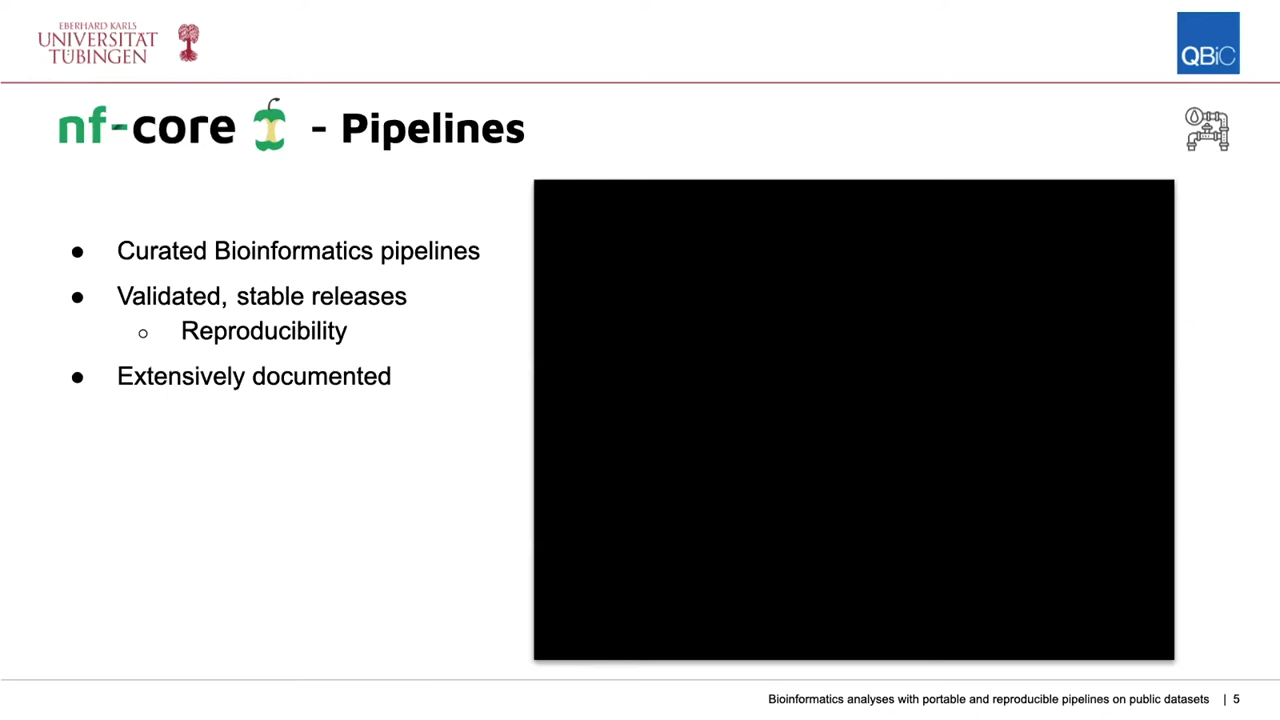 EBERHARD KARLS
UNIVERSITÄT
TÜBINGEN
QBiC
nf-core - Pipelines
● Curated Bioinformatics pipelines
● Validated, stable releases
○ Reproducibility
● Extensively documented
Bioinformatics analyses with portable and reproducible pipelines on public datasets | 5